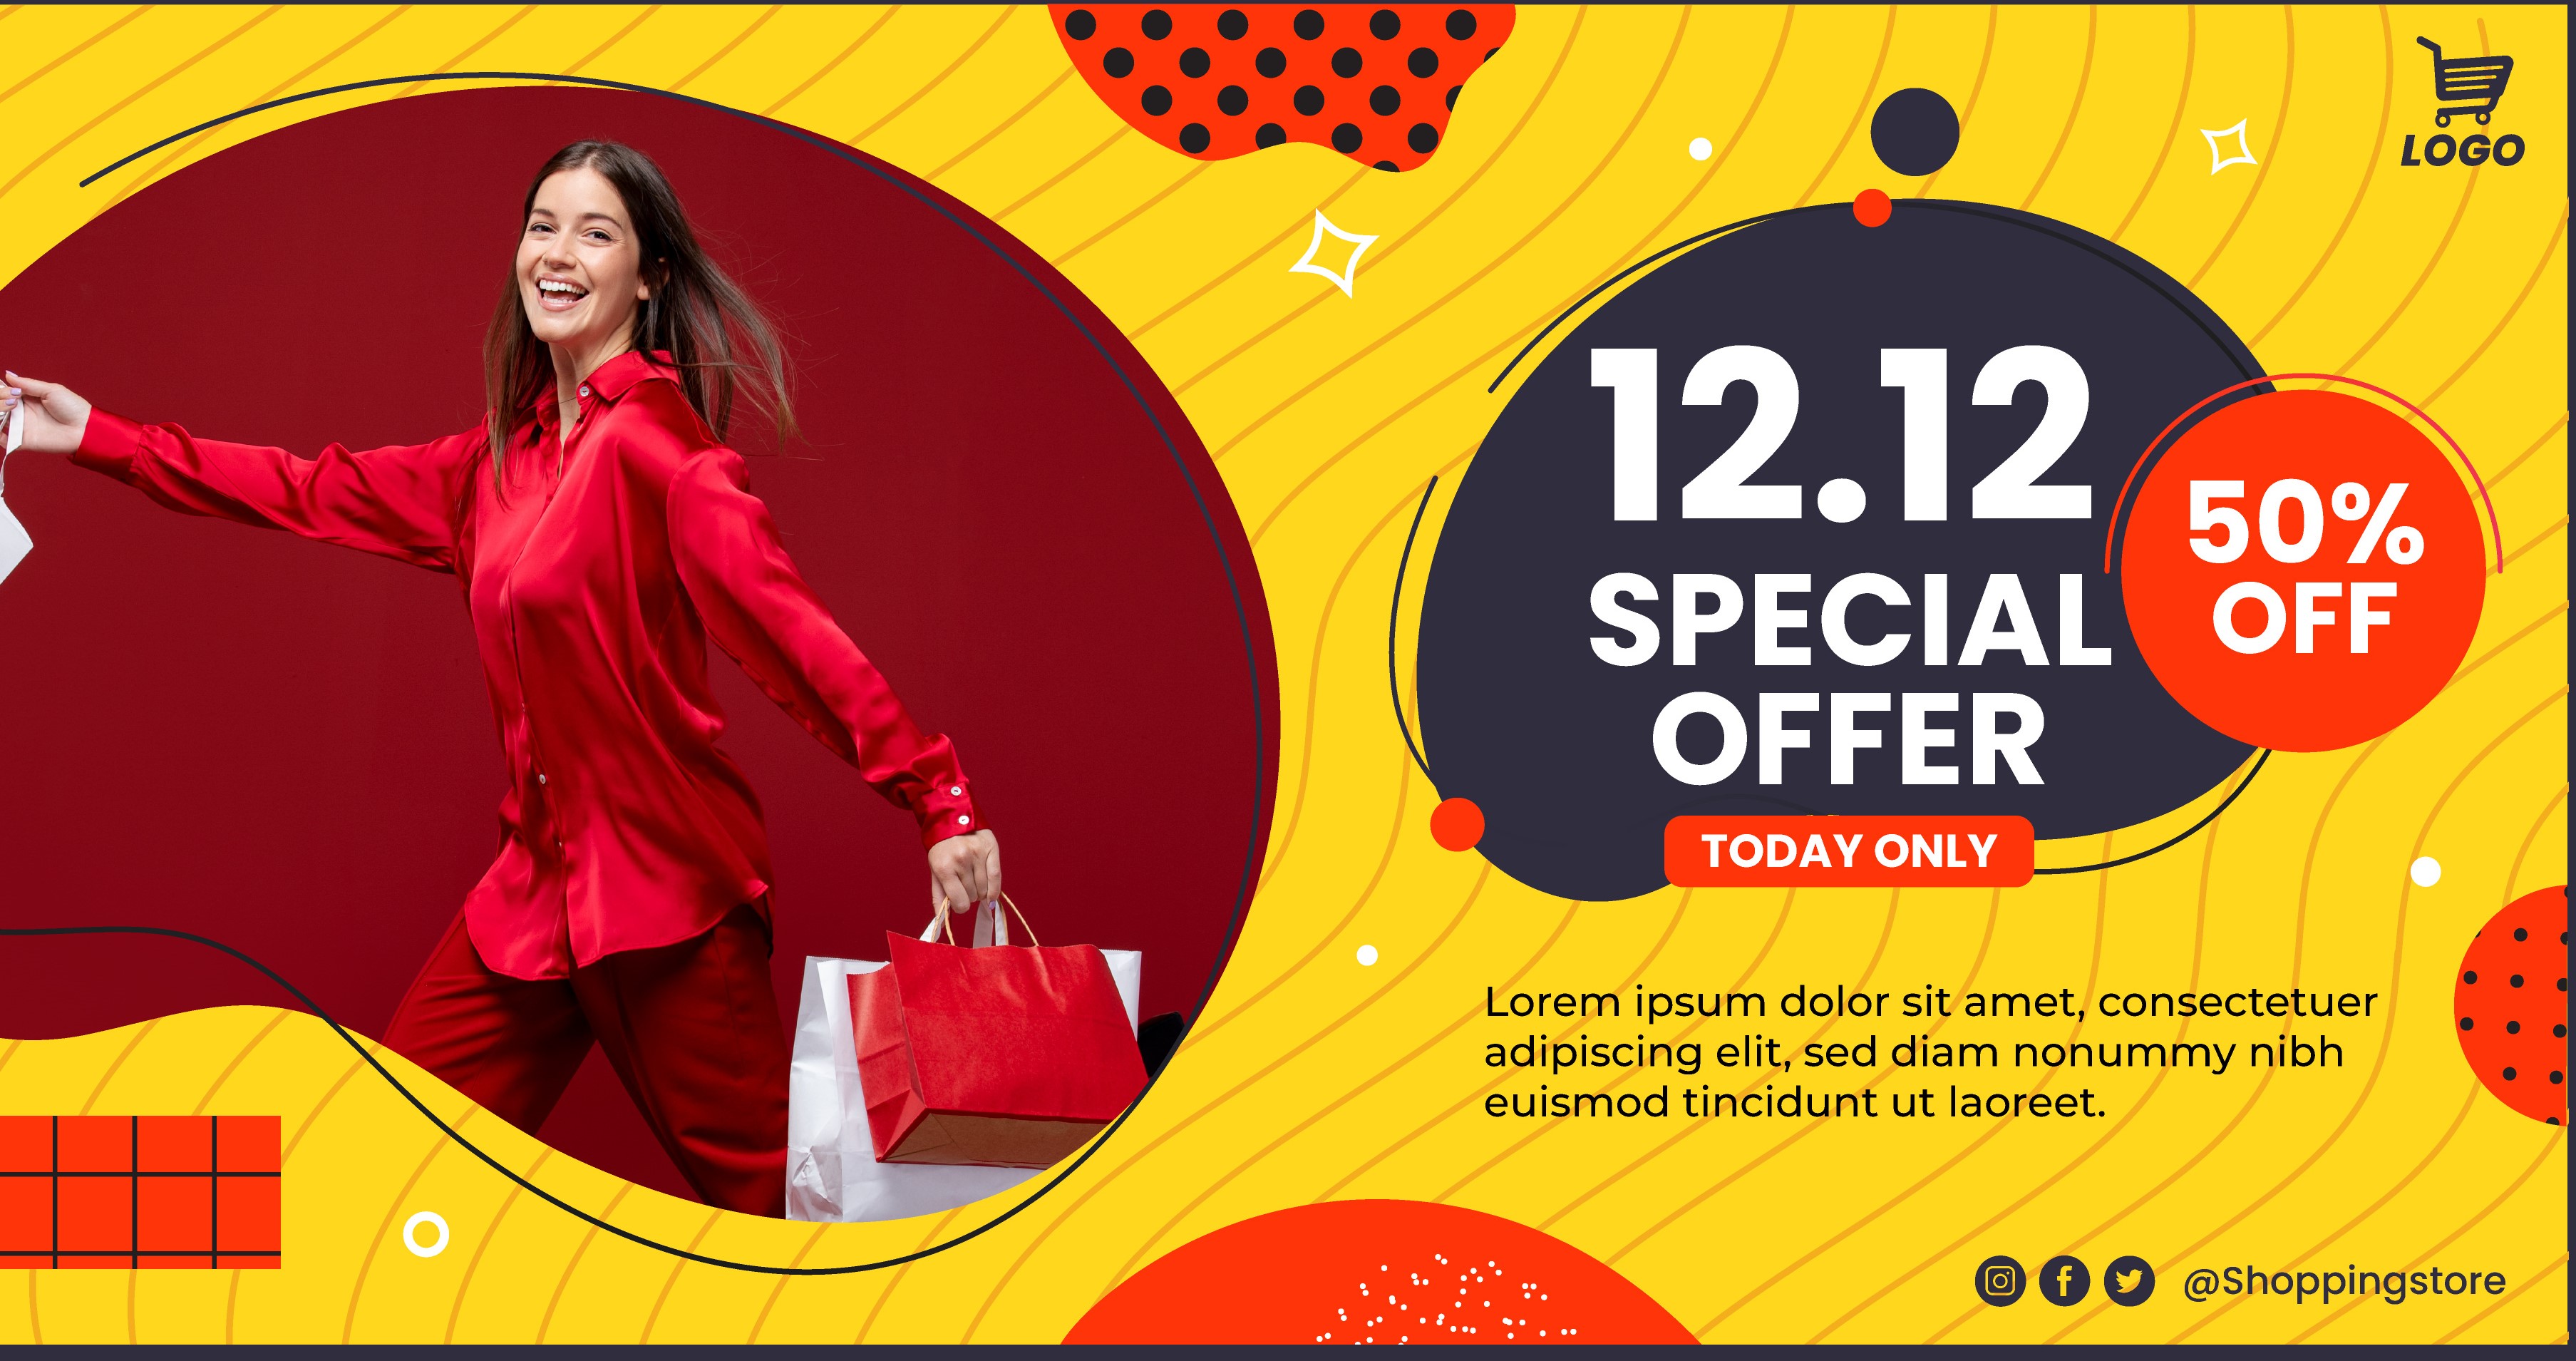 LOGO
12.12
SPECIAL
OFFER
50%
OFF
TODAY ONLY
Lorem ipsum dolor sit amet, consectetuer
adipiscing elit, sed diam nonummy nibh
euismod tincidunt ut laoreet.
@Shoppingstore